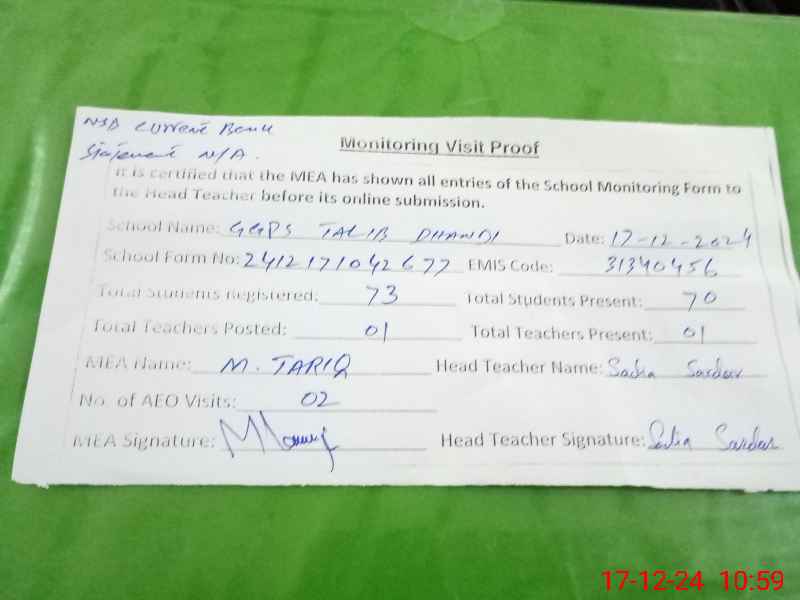 NSB Current Bank
Statement N/A.
Monitoring Visit Proof
It is certified that the MEA has shown all entries of the School Monitoring Form to
the Head Teacher before its online submission.
School Name: GGPS TALIB DHANDI Date: 17-12-2024
School Form No: 2412171042677 EMIS Code: 31340456
Total Students Registered: 73 Total Students Present: 70
Total Teachers Posted: 01 Total Teachers Present: 01
MEA Name: M. TARIQ Head Teacher Name: Sadia Sardar
No. of AEO Visits: 02
MEA Signature: Head Teacher Signature: Sadia Sardar
17-12-24 10:59